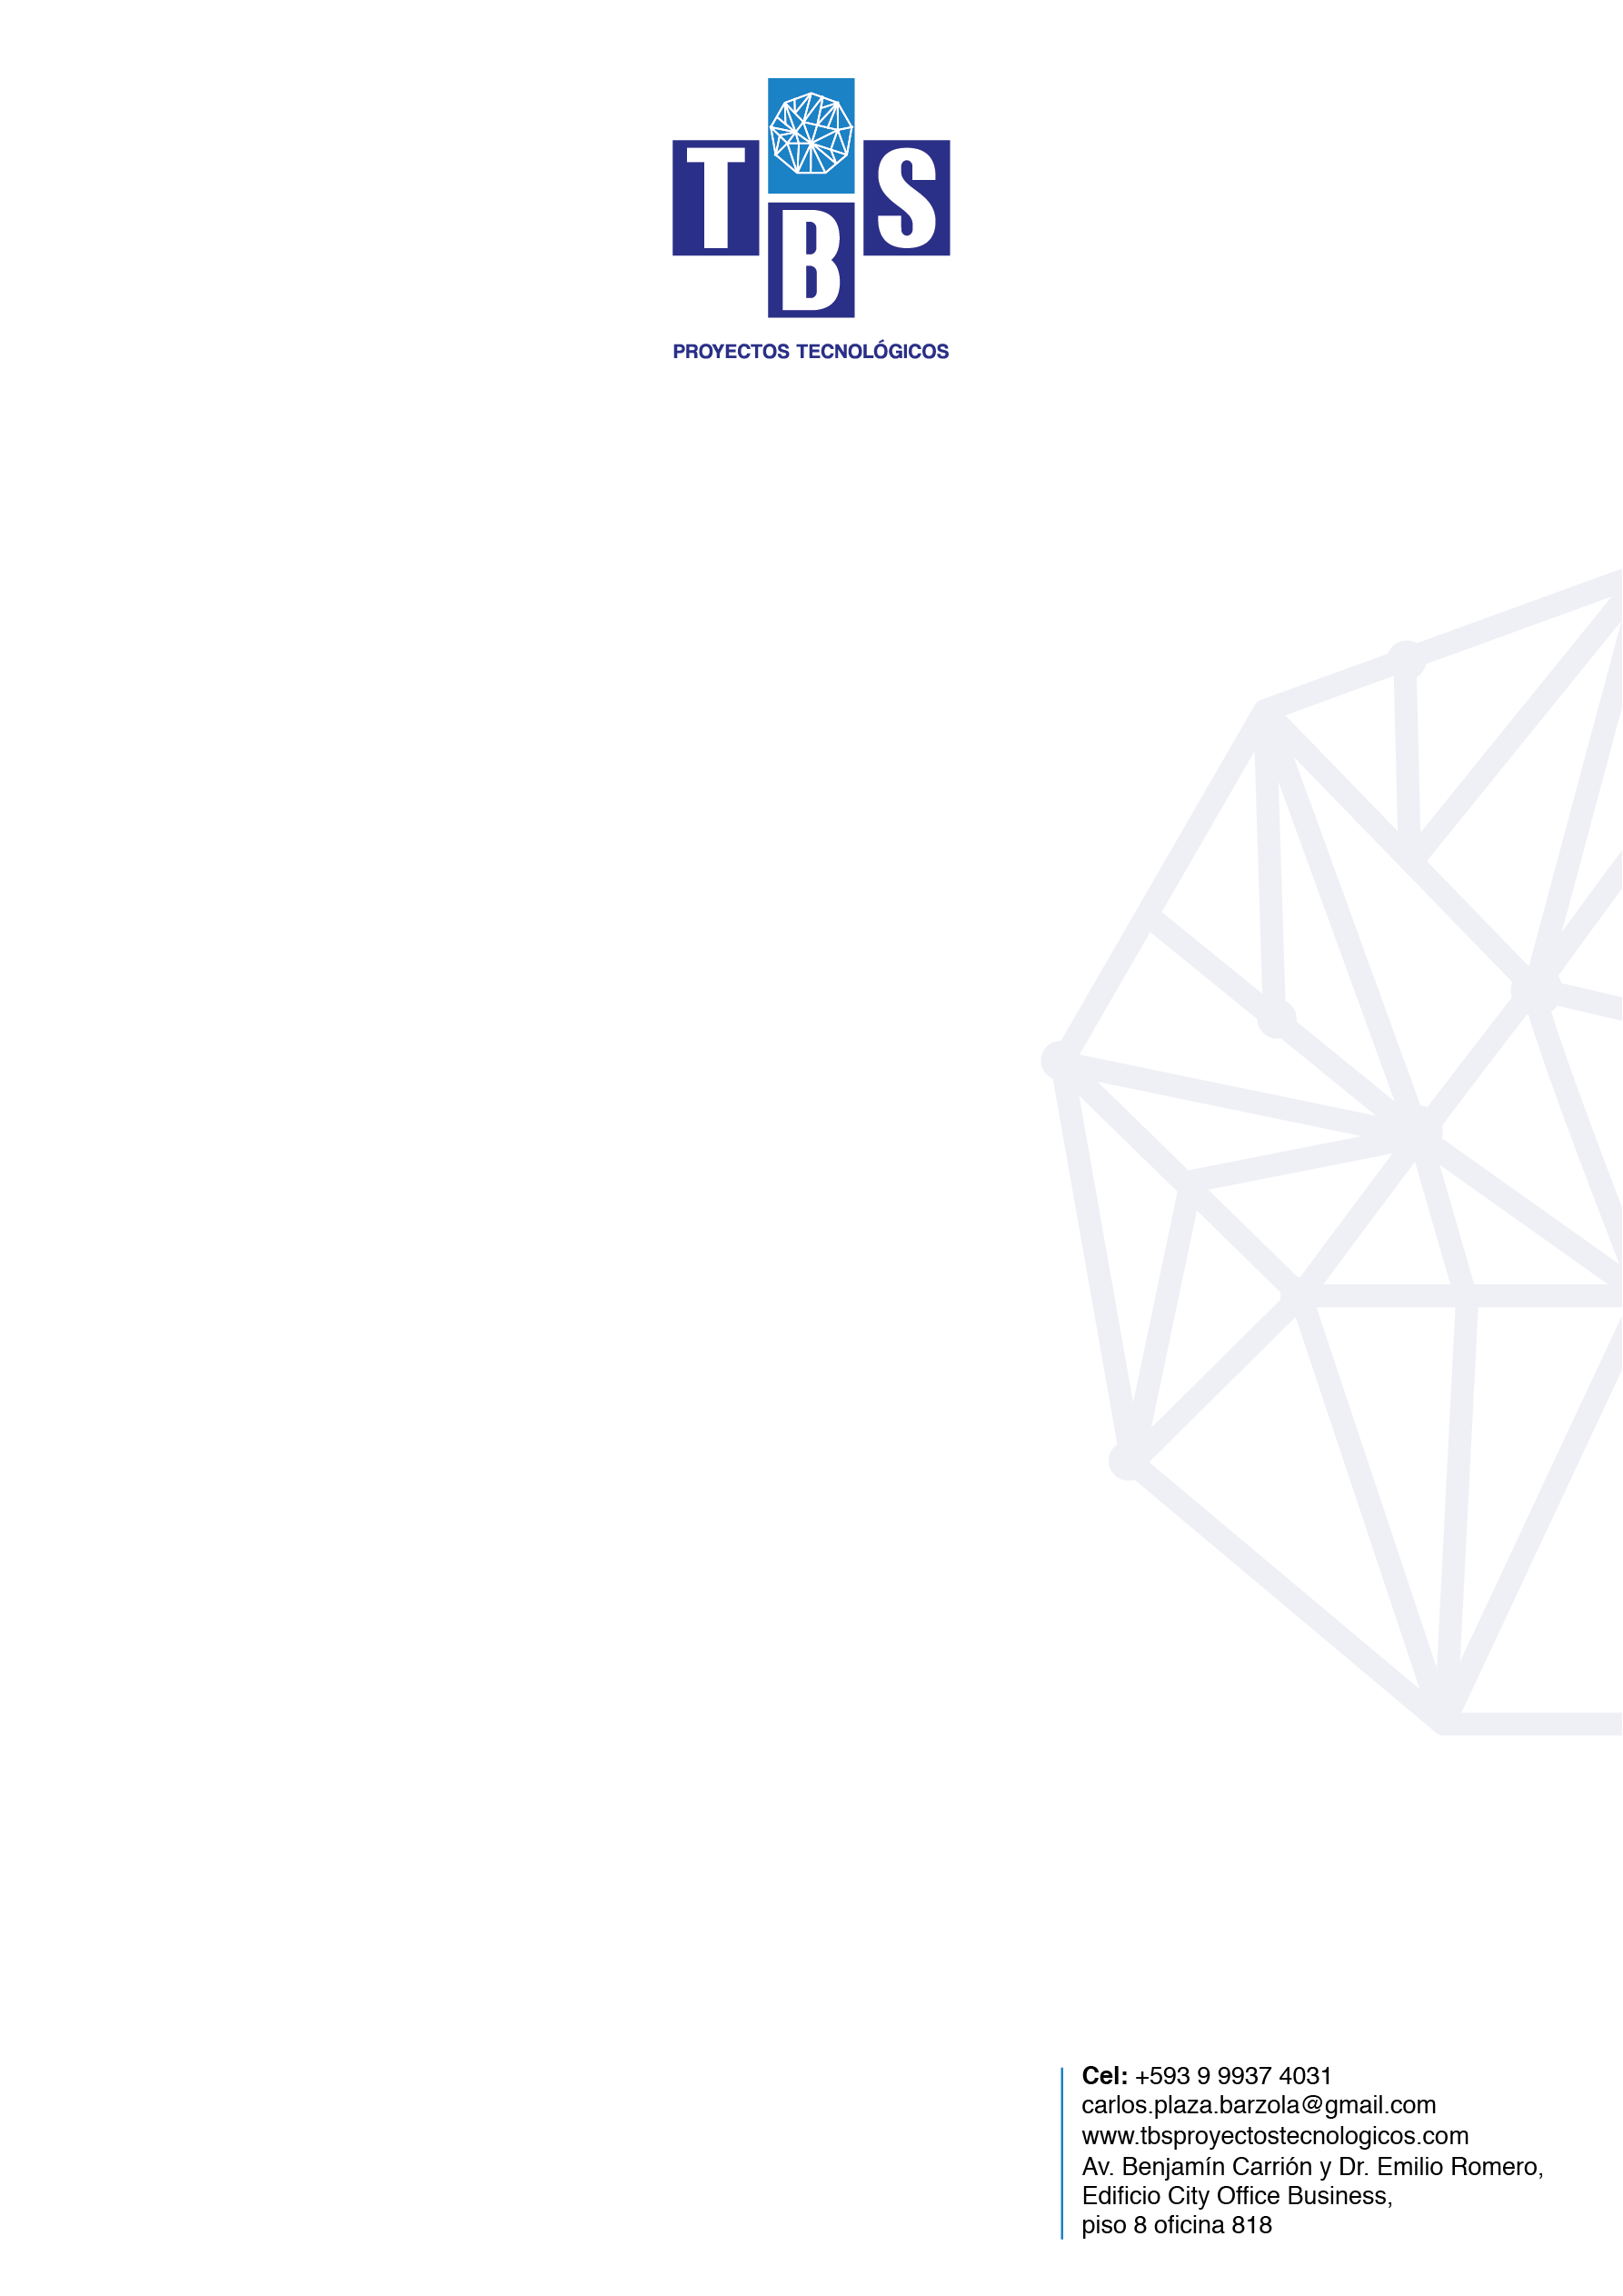 TBS
PROYECTOS TECNOLÓGICOS
Cel: +593 9 9937 4031
carlos.plaza.barzola@gmail.com
www.tbsproyectostecnologicos.com
Av. Benjamín Carrión y Dr. Emilio Romero,
Edificio City Office Business,
piso 8 oficina 818